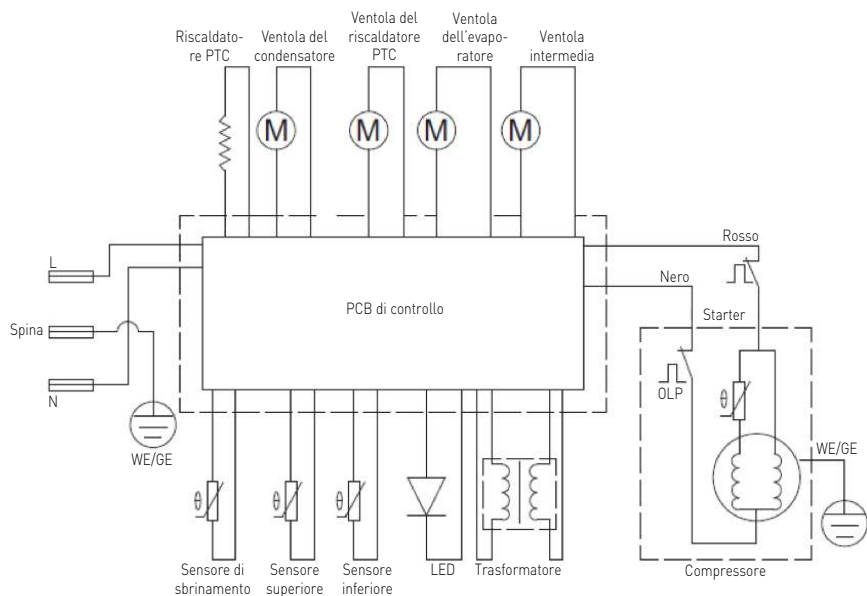 Riscaldato-
re PTC
Ventola del
condensatore
Ventola del
riscaldatore
PTC
Ventola
dell'evapo-
ratore
Ventola
intermedia
M
M
M
M
L
Spina
N
WE/GE
PCB di controllo
Rosso
Nero
Starter
OLP
θ
WE/GE
Compressore
θ
θ
θ
Sensore di
sbrinamento
Sensore
superiore
Sensore
inferiore
LED
Trasformatore